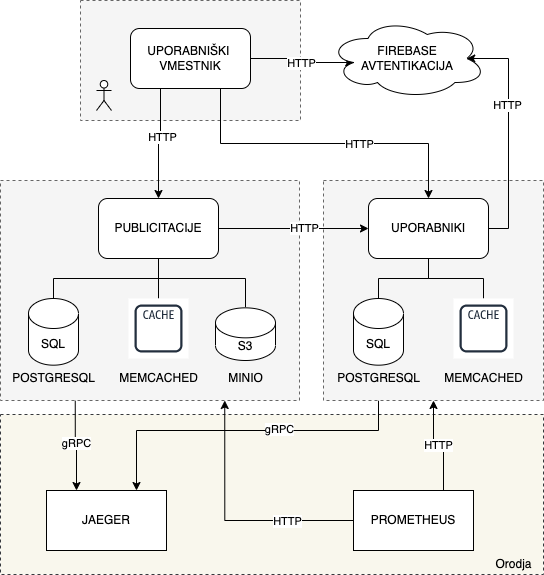 UPORABNIŠKI
VMESTNIK
FIREBASE
AVTENTIKACIJA
HTTP
HTTP
HTTP
HTTP
PUBLICITACIJE
HTTP
UPORABNIKI
SQL
CACHE
S3
SQL
CACHE
POSTGRESQL
MEMCACHED
MINIO
POSTGRESQL
MEMCACHED
gRPC
gRPC
HTTP
JAEGER
HTTP
PROMETHEUS
Orodja